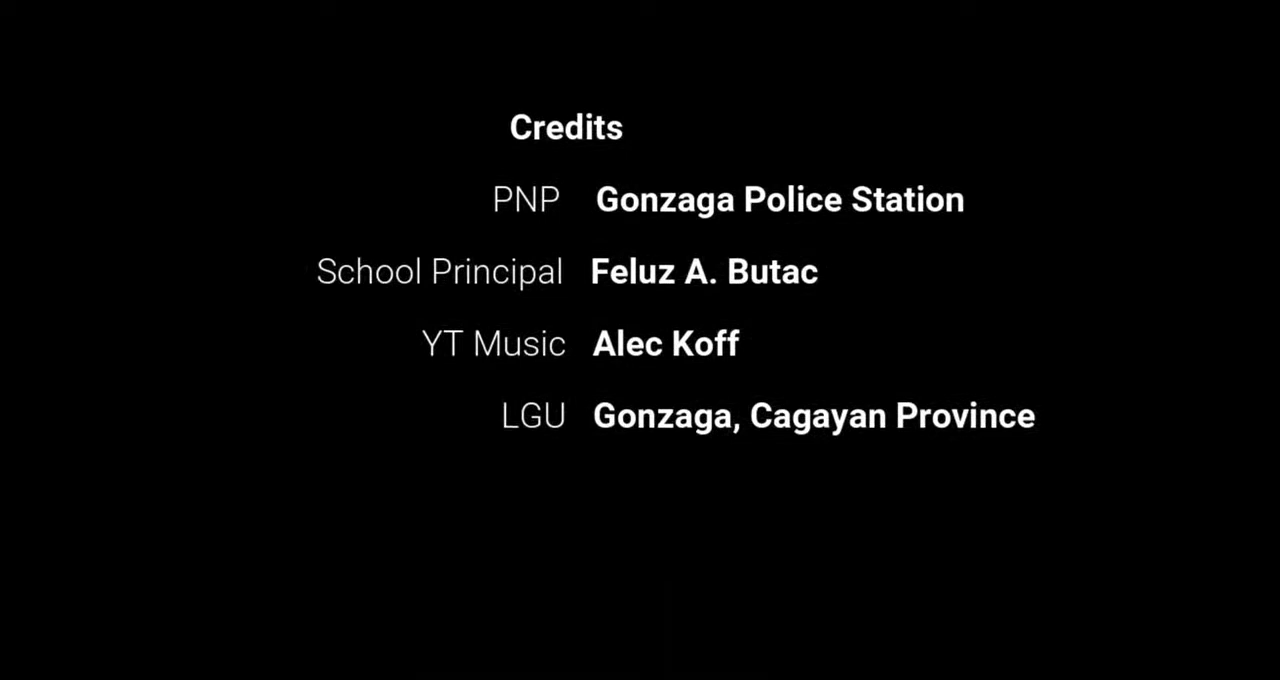 Credits
PNP Gonzaga Police Station
School Principal Feluz A. Butac
YT Music Alec Koff
LGU Gonzaga, Cagayan Province